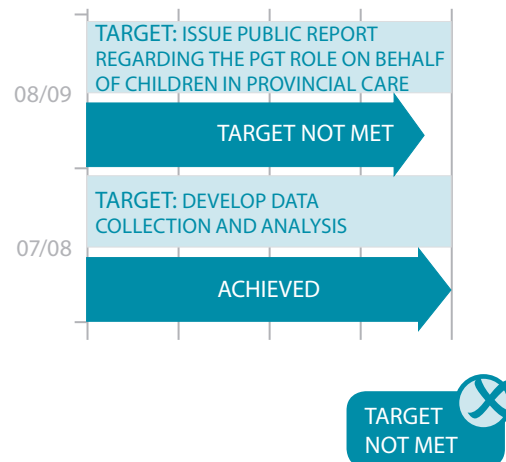 TARGET: ISSUE PUBLIC REPORT
REGARDING THE PGT ROLE ON BEHALF
OF CHILDREN IN PROVINCIAL CARE
08/09
TARGET NOT MET
TARGET: DEVELOP DATA
COLLECTION AND ANALYSIS
07/08
ACHIEVED
TARGET
NOT MET